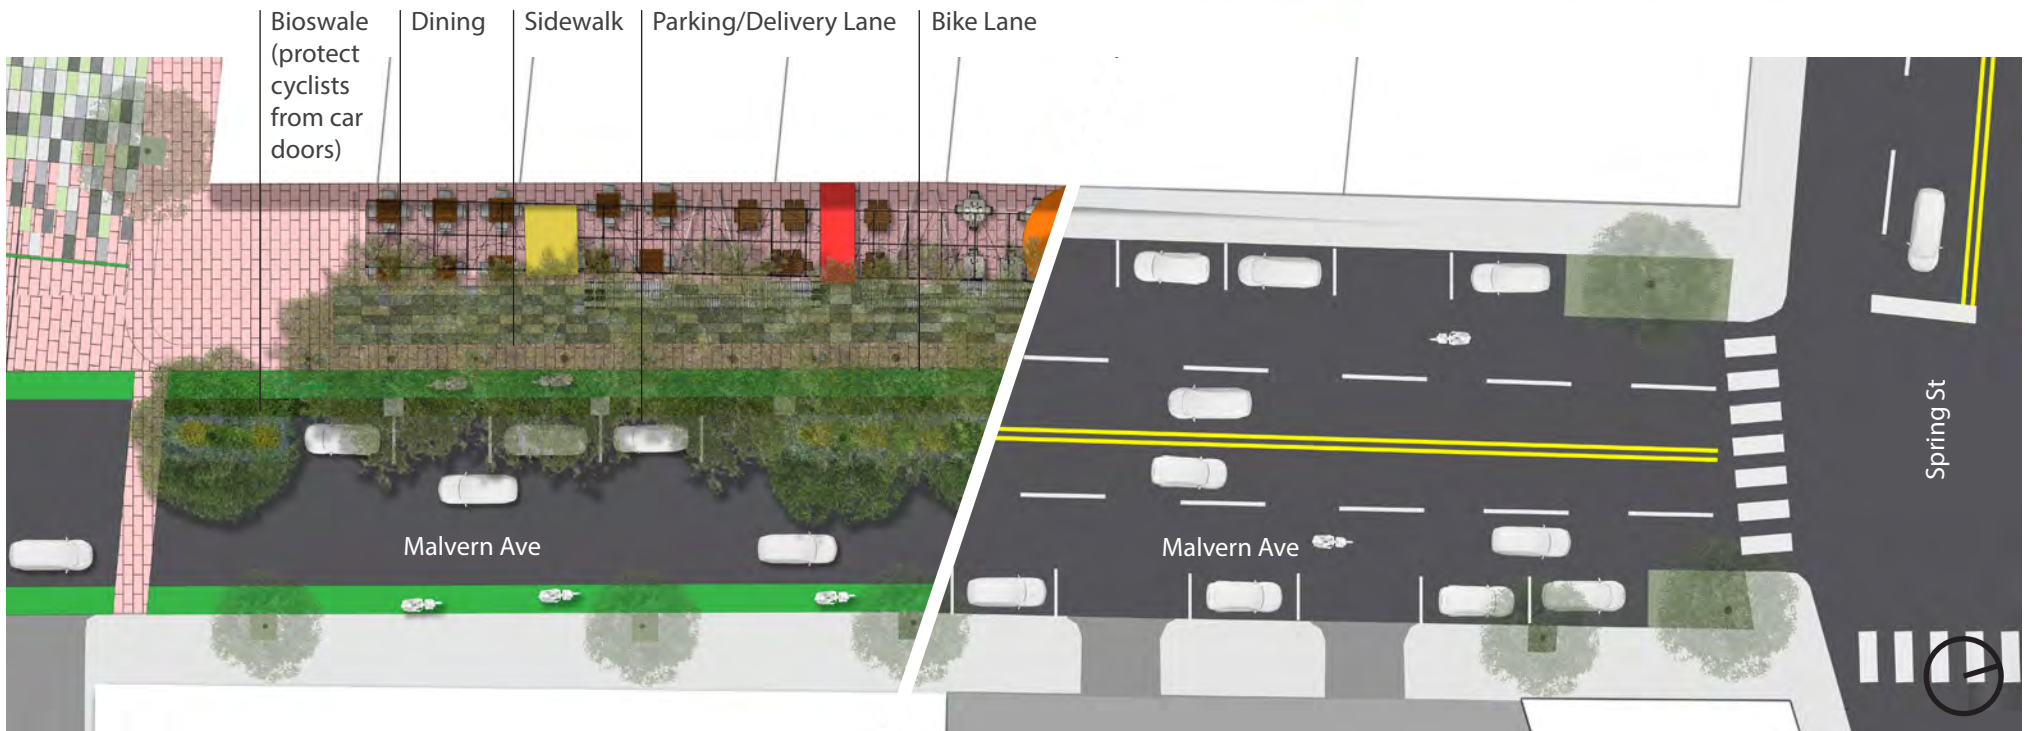 Bioswale
(protect
cyclists
from car
doors)
Dining
Sidewalk
Parking/Delivery Lane
Bike Lane
Malvern Ave
Malvern Ave
Spring St